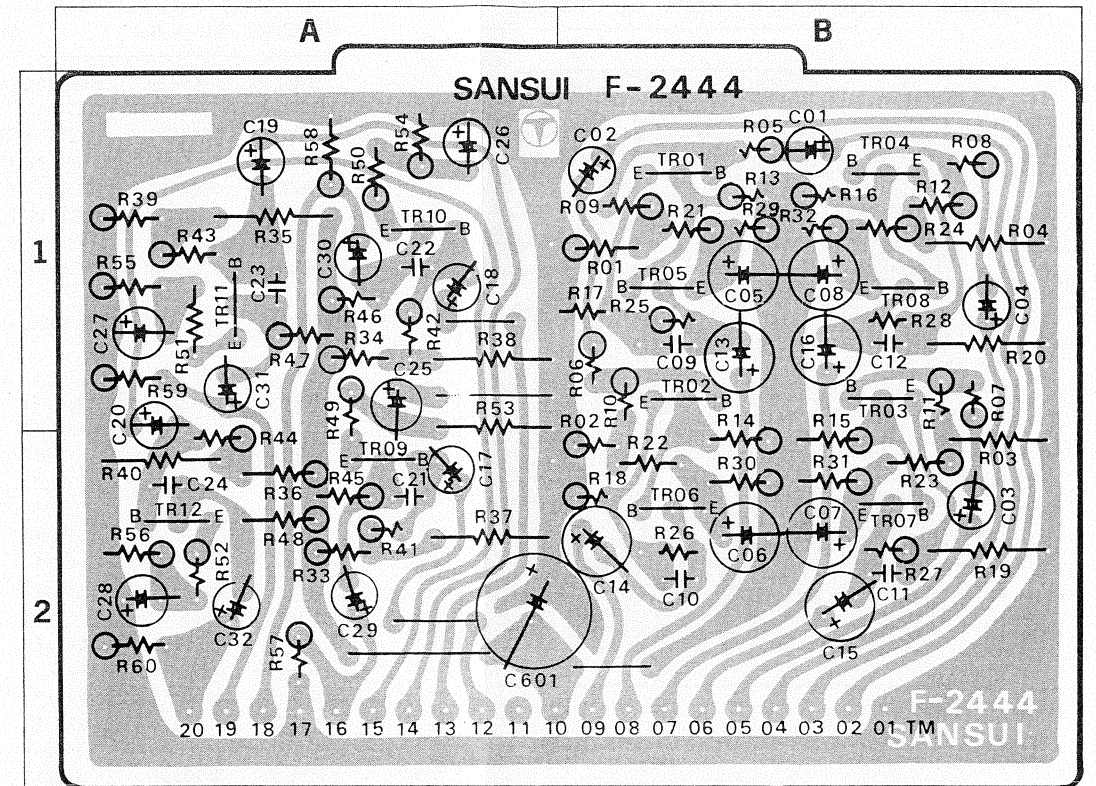 A B
SANSUI F-2444
C19 R58 R54 C26 C02 R05 C01 TR04 R08
R50 TR01 E B B E
R13 R16 R12
R39 R35 TR10 E B R09 R21 R29 R32 R24 R04
R43 C30 C22 R01
1 1
R55 B C23 C18 TR05 B E C05 C08 E B TR08 C04
TR11 R46 R17 R25 R28
C27 R51 E R47 R34 R42 R38 C09 C13 C16 C12 R20
R59 C31 C25 R06 TR02 E B B E TR03 R11 R07
C20 R49 R53 R10 R02 R14 R15
R44 TR09 E B C17 R22 R03
R40 C24 R36 R45 C21 R18 R30 R31 R23
TR12 B E R48 R41 R37 TR06 B E C07 E B TR07 C03
R56 R52 R33 R26 C06 R27 R19
C28 C32 C29 C14 C10 C11
2 2
R60 R57 C601 C15
F-2444
20 19 18 17 16 15 14 13 12 11 10 09 08 07 06 05 04 03 02 01 TM
SANSUI